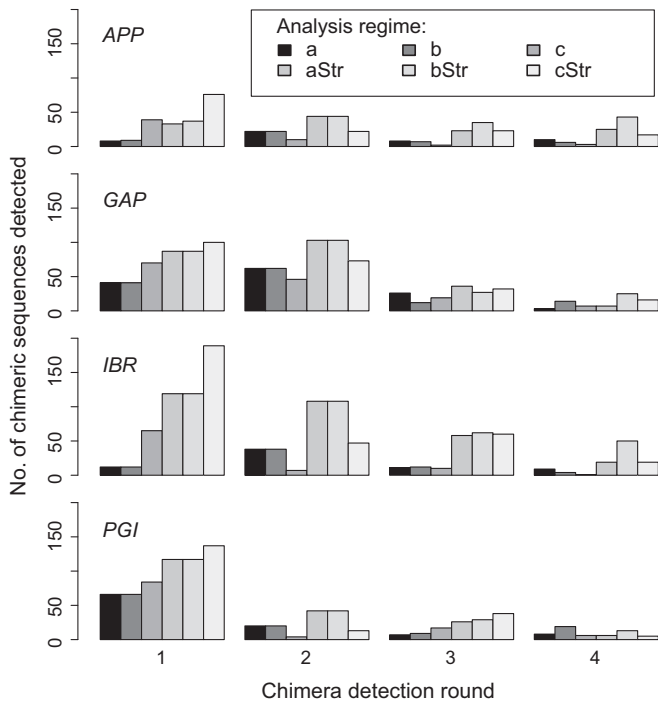 APP
Analysis regime:
a b c
aStr bStr cStr
0 50 150
GAP
0 50 150
IBR
0 50 150
PGI
0 50 150
No. of chimeric sequences detected
1 2 3 4
Chimera detection round